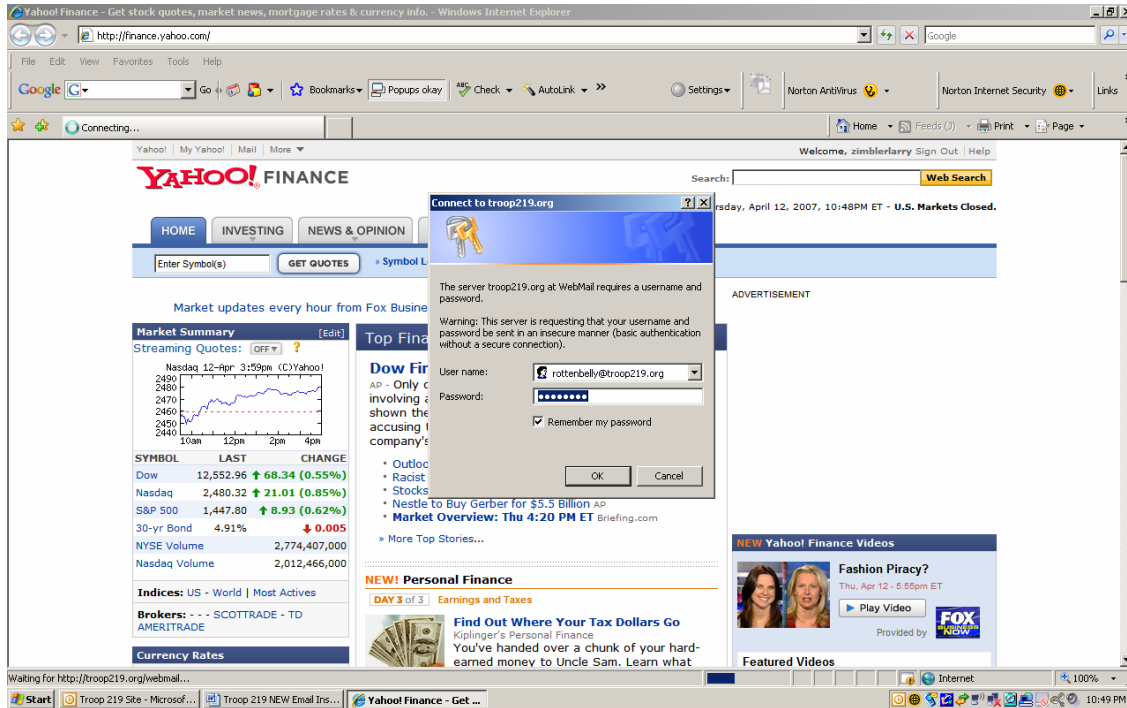 Yahoo! Finance - Get stock quotes, market news, mortgage rates & currency info. - Windows Internet Explorer
http://finance.yahoo.com/
Google
File Edit View Favorites Tools Help
Google G Go Bookmarks Popups okay ABC Check AutoLink >> Settings Norton AntiVirus Norton Internet Security Links
Connecting... Home Feeds (J) Print Page
Yahoo! My Yahoo! Mail More Welcome, zimblerlarry Sign Out Help
YAHOO! FINANCE
Search: Web Search
rsday, April 12, 2007, 10:48PM ET - U.S. Markets Closed.
HOME INVESTING NEWS & OPINION
Enter Symbol(s) GET QUOTES » Symbol L
Market updates every hour from Fox Busine
ADVERTISEMENT
Market Summary [Edit]
Streaming Quotes: OFF ?
Nasdaq 12-Apr 3:59pm (C)Yahoo!
2490
2480
2470
2460
2450
2440
10am 12pm 2pm 4pm
SYMBOL LAST CHANGE
Dow 12,552.96 68.34 (0.55%)
Nasdaq 2,480.32 21.01 (0.85%)
S&P 500 1,447.80 8.93 (0.62%)
30-yr Bond 4.91% 0.005
NYSE Volume 2,774,407,000
Nasdaq Volume 2,012,466,000
Indices: US - World | Most Actives
Brokers: - - - SCOTTRADE - TD
AMERITRADE
Currency Rates
Top Fina
Dow Fir
AP - Only
involving a
shown the
accusing
company's
• Outloo
• Racist
• Stocks
• Nestle to Buy Gerber for $5.5 Billion AP
• Market Overview: Thu 4:20 PM ET Briefing.com
» More Top Stories...
NEW! Personal Finance
DAY 3 of 3 Earnings and Taxes
Find Out Where Your Tax Dollars Go
Kiplinger's Personal Finance
You've handed over a chunk of your hard-
earned money to Uncle Sam. Learn what
Connect to troop219.org
The server troop219.org at WebMail requires a username and
password.
Warning: This server is requesting that your username and
password be sent in an insecure manner (basic authentication
without a secure connection).
User name: rottenbelly@troop219.org
Password: ••••••••
Remember my password
OK Cancel
NEW Yahoo! Finance Videos
Fashion Piracy?
Thu, Apr 12 - 5:55pm ET
Play Video
Provided by FOX BUSINESS NOW
Featured Videos
Waiting for http://troop219.org/webmail... Internet 100%
Start Troop 219 Site - Microsof... Troop 219 NEW Email Ins... Yahoo! Finance - Get ... 10:49 PM